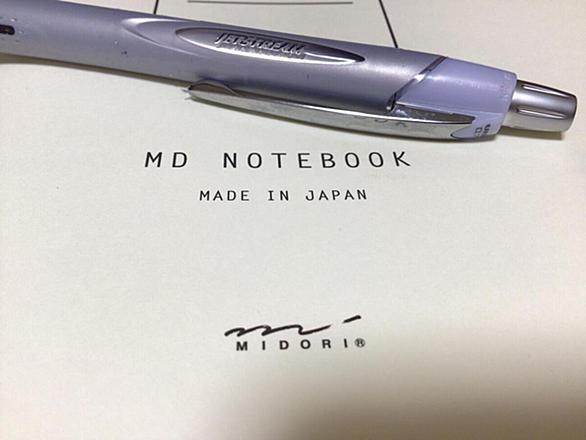 JETSTREAM
MD NOTEBOOK
MADE IN JAPAN
MIDORI®